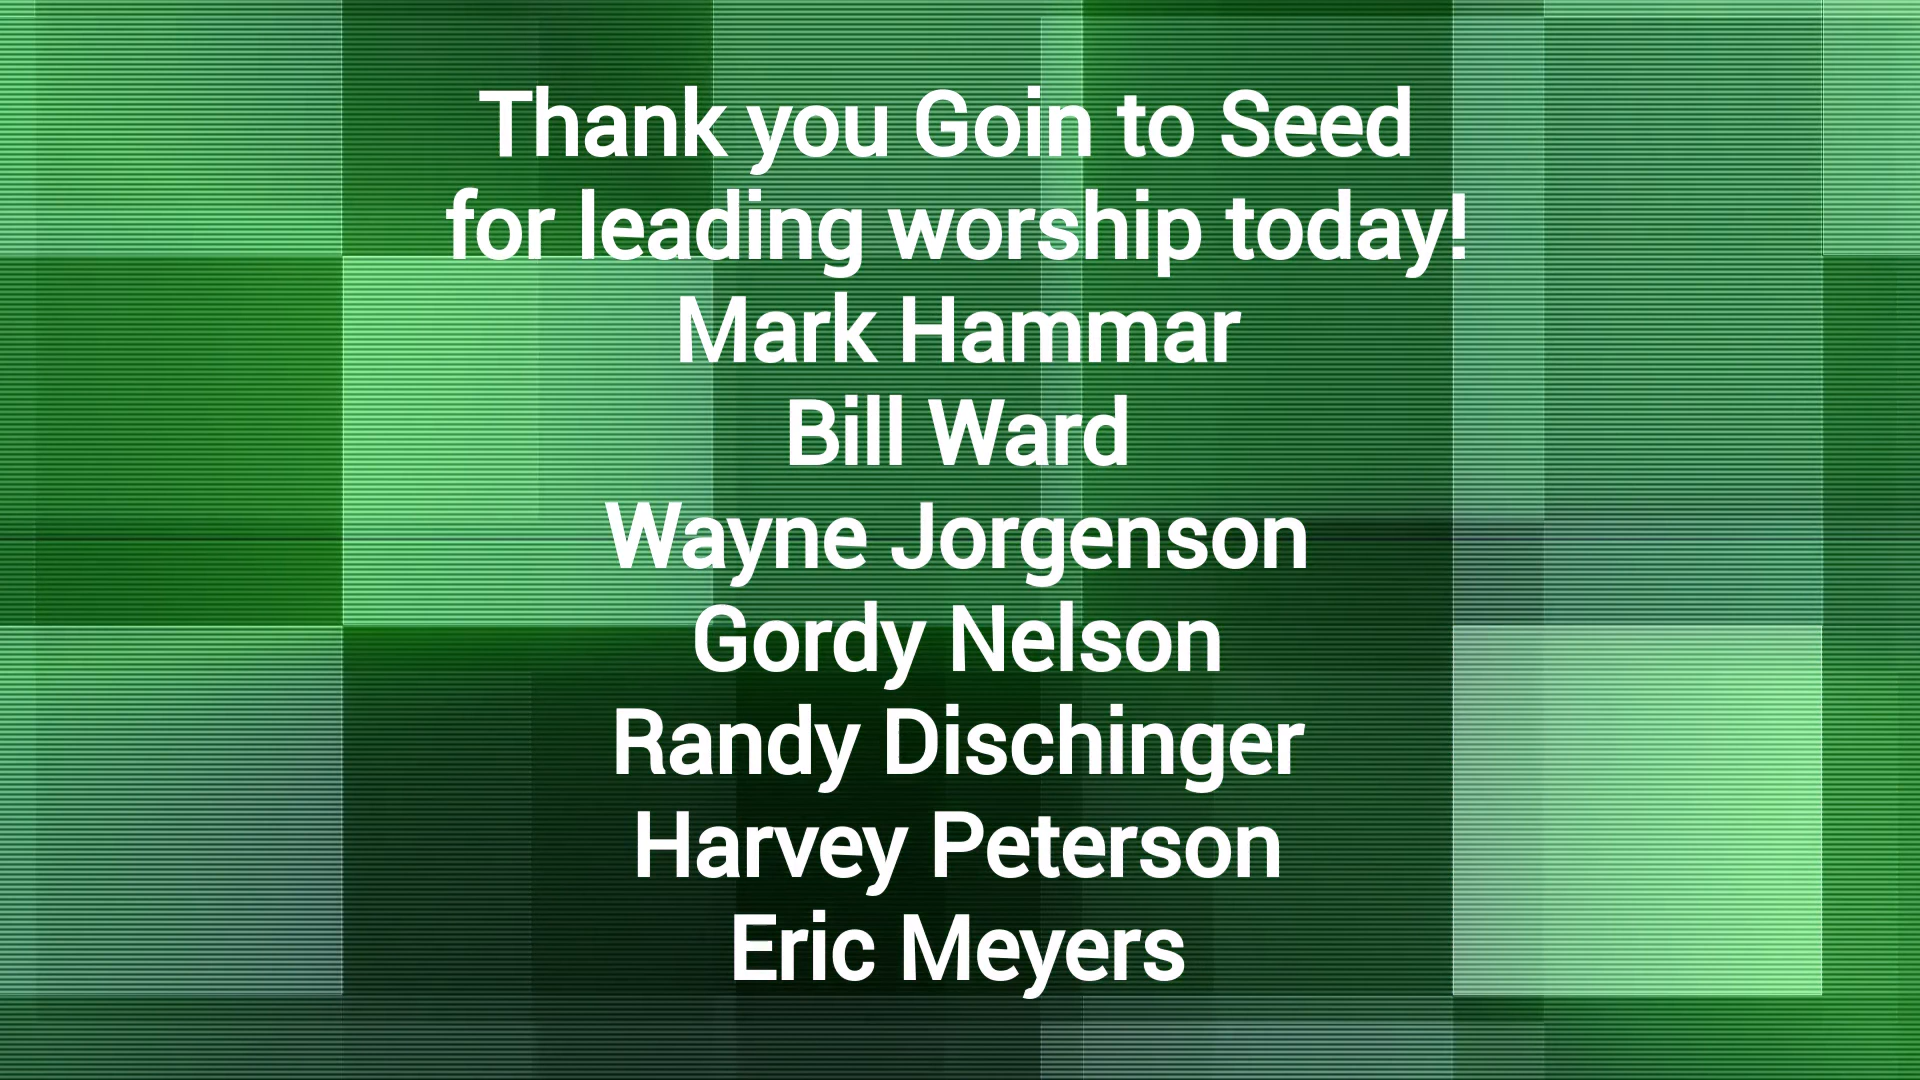 Thank you Goin to Seed
for leading worship today!
Mark Hammar
Bill Ward
Wayne Jorgenson
Gordy Nelson
Randy Dischinger
Harvey Peterson
Eric Meyers